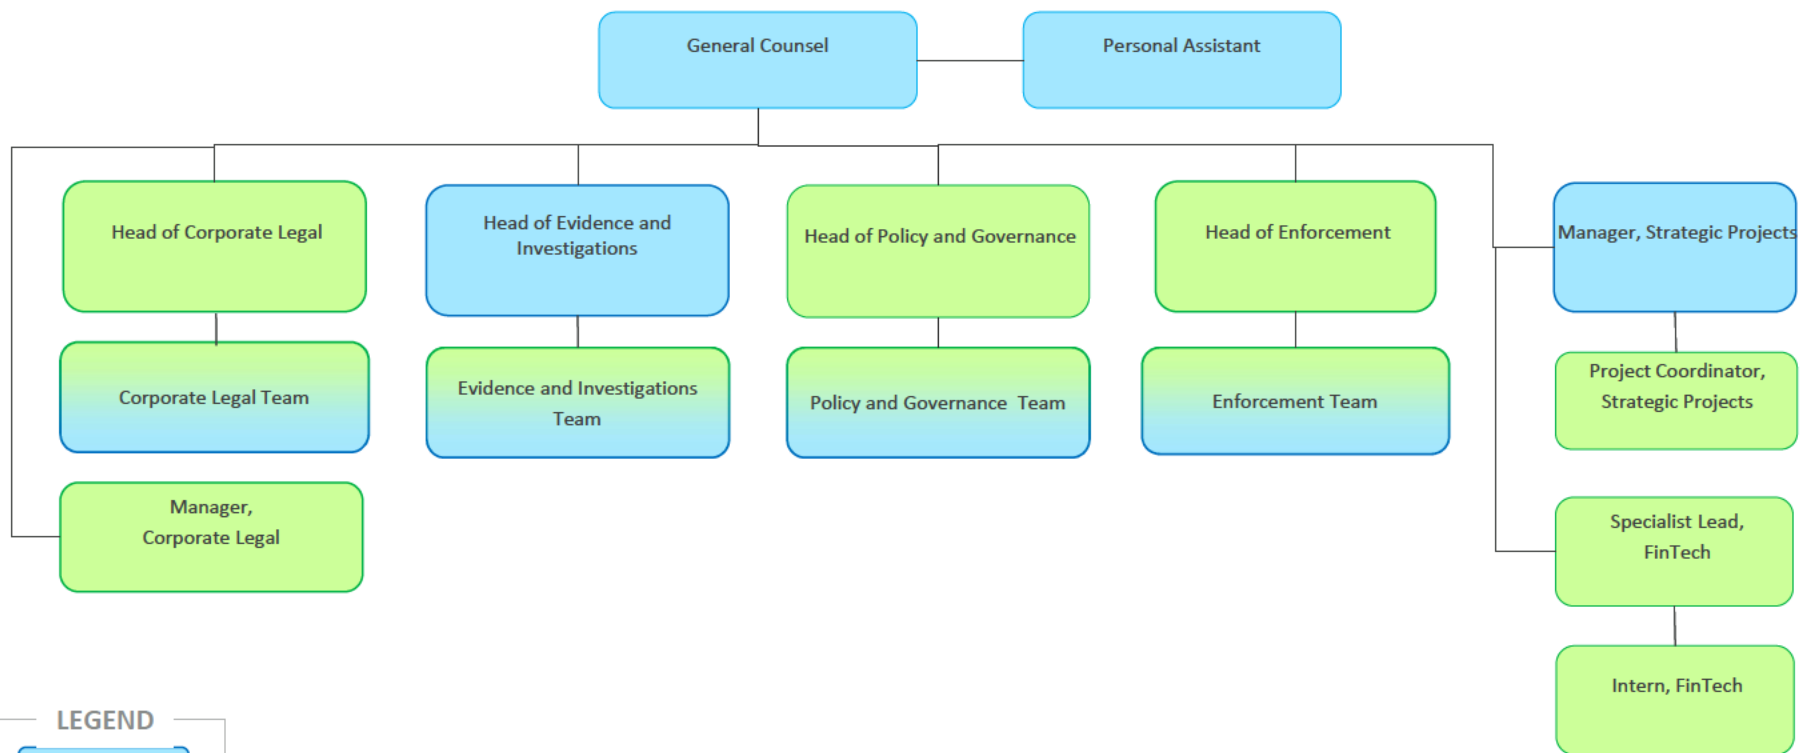 General Counsel
Personal Assistant
Head of Corporate Legal
Head of Evidence and
Investigations
Head of Policy and Governance
Head of Enforcement
Manager, Strategic Projects
Corporate Legal Team
Evidence and Investigations
Team
Policy and Governance Team
Enforcement Team
Project Coordinator,
Strategic Projects
Manager,
Corporate Legal
Specialist Lead,
FinTech
Intern, FinTech
LEGEND